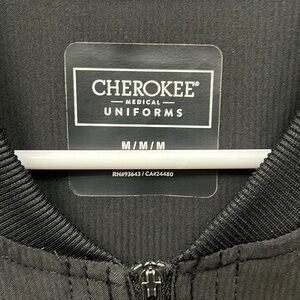 CHEROKEE®
MEDICAL
UNIFORMS
M/M/M
RN#93643 / CA#24480